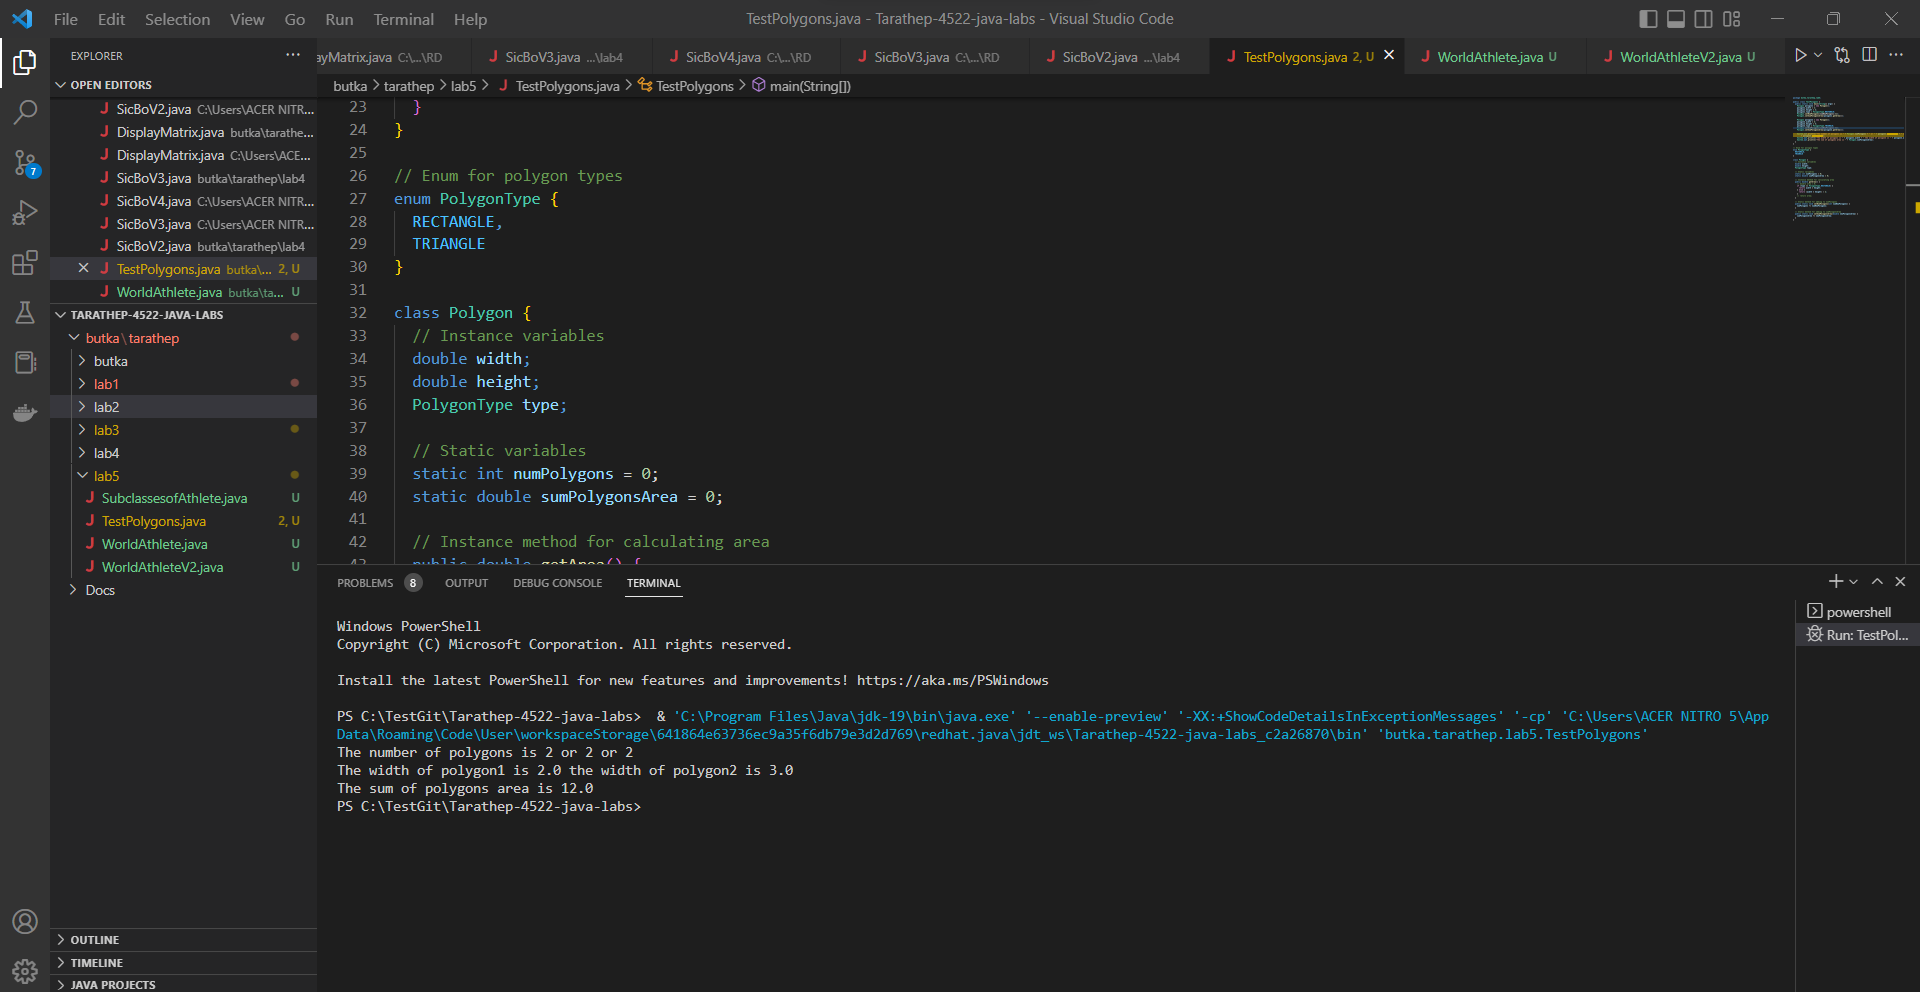 File Edit Selection View Go Run Terminal Help
TestPolygons.java - Tarathep-4522-java-labs - Visual Studio Code
EXPLORER
ayMatrix.java C:\...\RD
SicBoV3.java ...\lab4
SicBoV4.java C:\...\RD
SicBoV3.java C:\...\RD
SicBoV2.java ...\lab4
TestPolygons.java 2, U
WorldAthlete.java U
WorldAthleteV2.java U
OPEN EDITORS
SicBoV2.java C:\Users\ACER NITR...
DisplayMatrix.java butka\tarathe...
DisplayMatrix.java C:\Users\ACE...
SicBoV3.java butka\tarathep\lab4
SicBoV4.java C:\Users\ACER NITR...
SicBoV3.java C:\Users\ACER NITR...
SicBoV2.java butka\tarathep\lab4
TestPolygons.java butka\... 2, U
WorldAthlete.java butka\ta... U
7
TARATHEP-4522-JAVA-LABS
butka\tarathep
butka
lab1
lab2
lab3
lab4
lab5
SubclassesofAthlete.java U
TestPolygons.java 2, U
WorldAthlete.java U
WorldAthleteV2.java U
Docs
OUTLINE
TIMELINE
JAVA PROJECTS
butka > tarathep > lab5 > TestPolygons.java > TestPolygons > main(String[])
23 }
24 }
25
26 // Enum for polygon types
27 enum PolygonType {
28 RECTANGLE,
29 TRIANGLE
30 }
31
32 class Polygon {
33 // Instance variables
34 double width;
35 double height;
36 PolygonType type;
37
38 // Static variables
39 static int numPolygons = 0;
40 static double sumPolygonsArea = 0;
41
42 // Instance method for calculating area
43 public double getArea() {
PROBLEMS 8 OUTPUT DEBUG CONSOLE TERMINAL
powershell
Run: TestPol...
Windows PowerShell
Copyright (C) Microsoft Corporation. All rights reserved.
Install the latest PowerShell for new features and improvements! https://aka.ms/PSWindows
PS C:\TestGit\Tarathep-4522-java-labs> & 'C:\Program Files\Java\jdk-19\bin\java.exe' '--enable-preview' '-XX:+ShowCodeDetailsInExceptionMessages' '-cp' 'C:\Users\ACER NITRO 5\App
Data\Roaming\Code\User\workspaceStorage\641864e63736ec9a35f6db79e3d2d769\redhat.java\jdt_ws\Tarathep-4522-java-labs_c2a26870\bin' 'butka.tarathep.lab5.TestPolygons'
The number of polygons is 2 or 2 or 2
The width of polygon1 is 2.0 the width of polygon2 is 3.0
The sum of polygons area is 12.0
PS C:\TestGit\Tarathep-4522-java-labs>